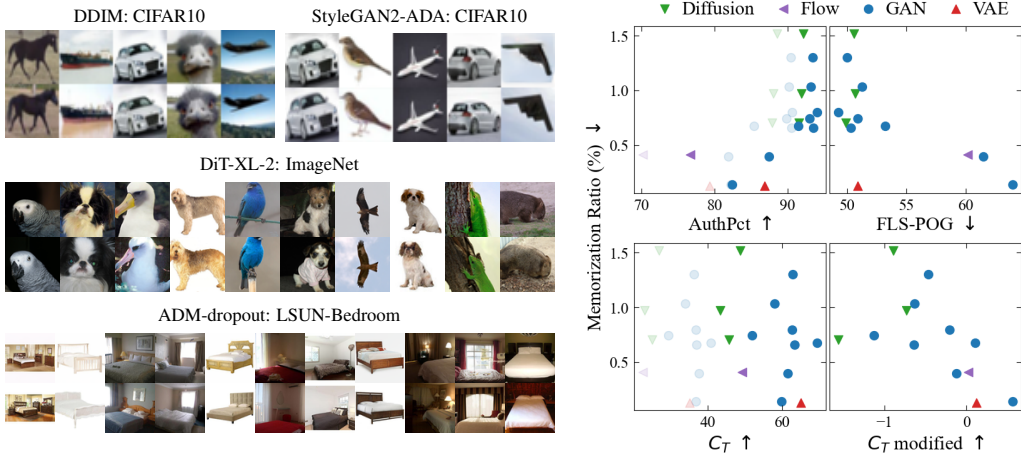 DDIM: CIFAR10
StyleGAN2-ADA: CIFAR10
DiT-XL-2: ImageNet
ADM-dropout: LSUN-Bedroom
Diffusion Flow GAN VAE
Memorization Ratio (%) ↓
1.5
1.0
0.5
70 80 90
AuthPct ↑
50 55 60
FLS-POG ↓
1.5
1.0
0.5
40 60
C_T ↑
−1 0
C_T modified ↑